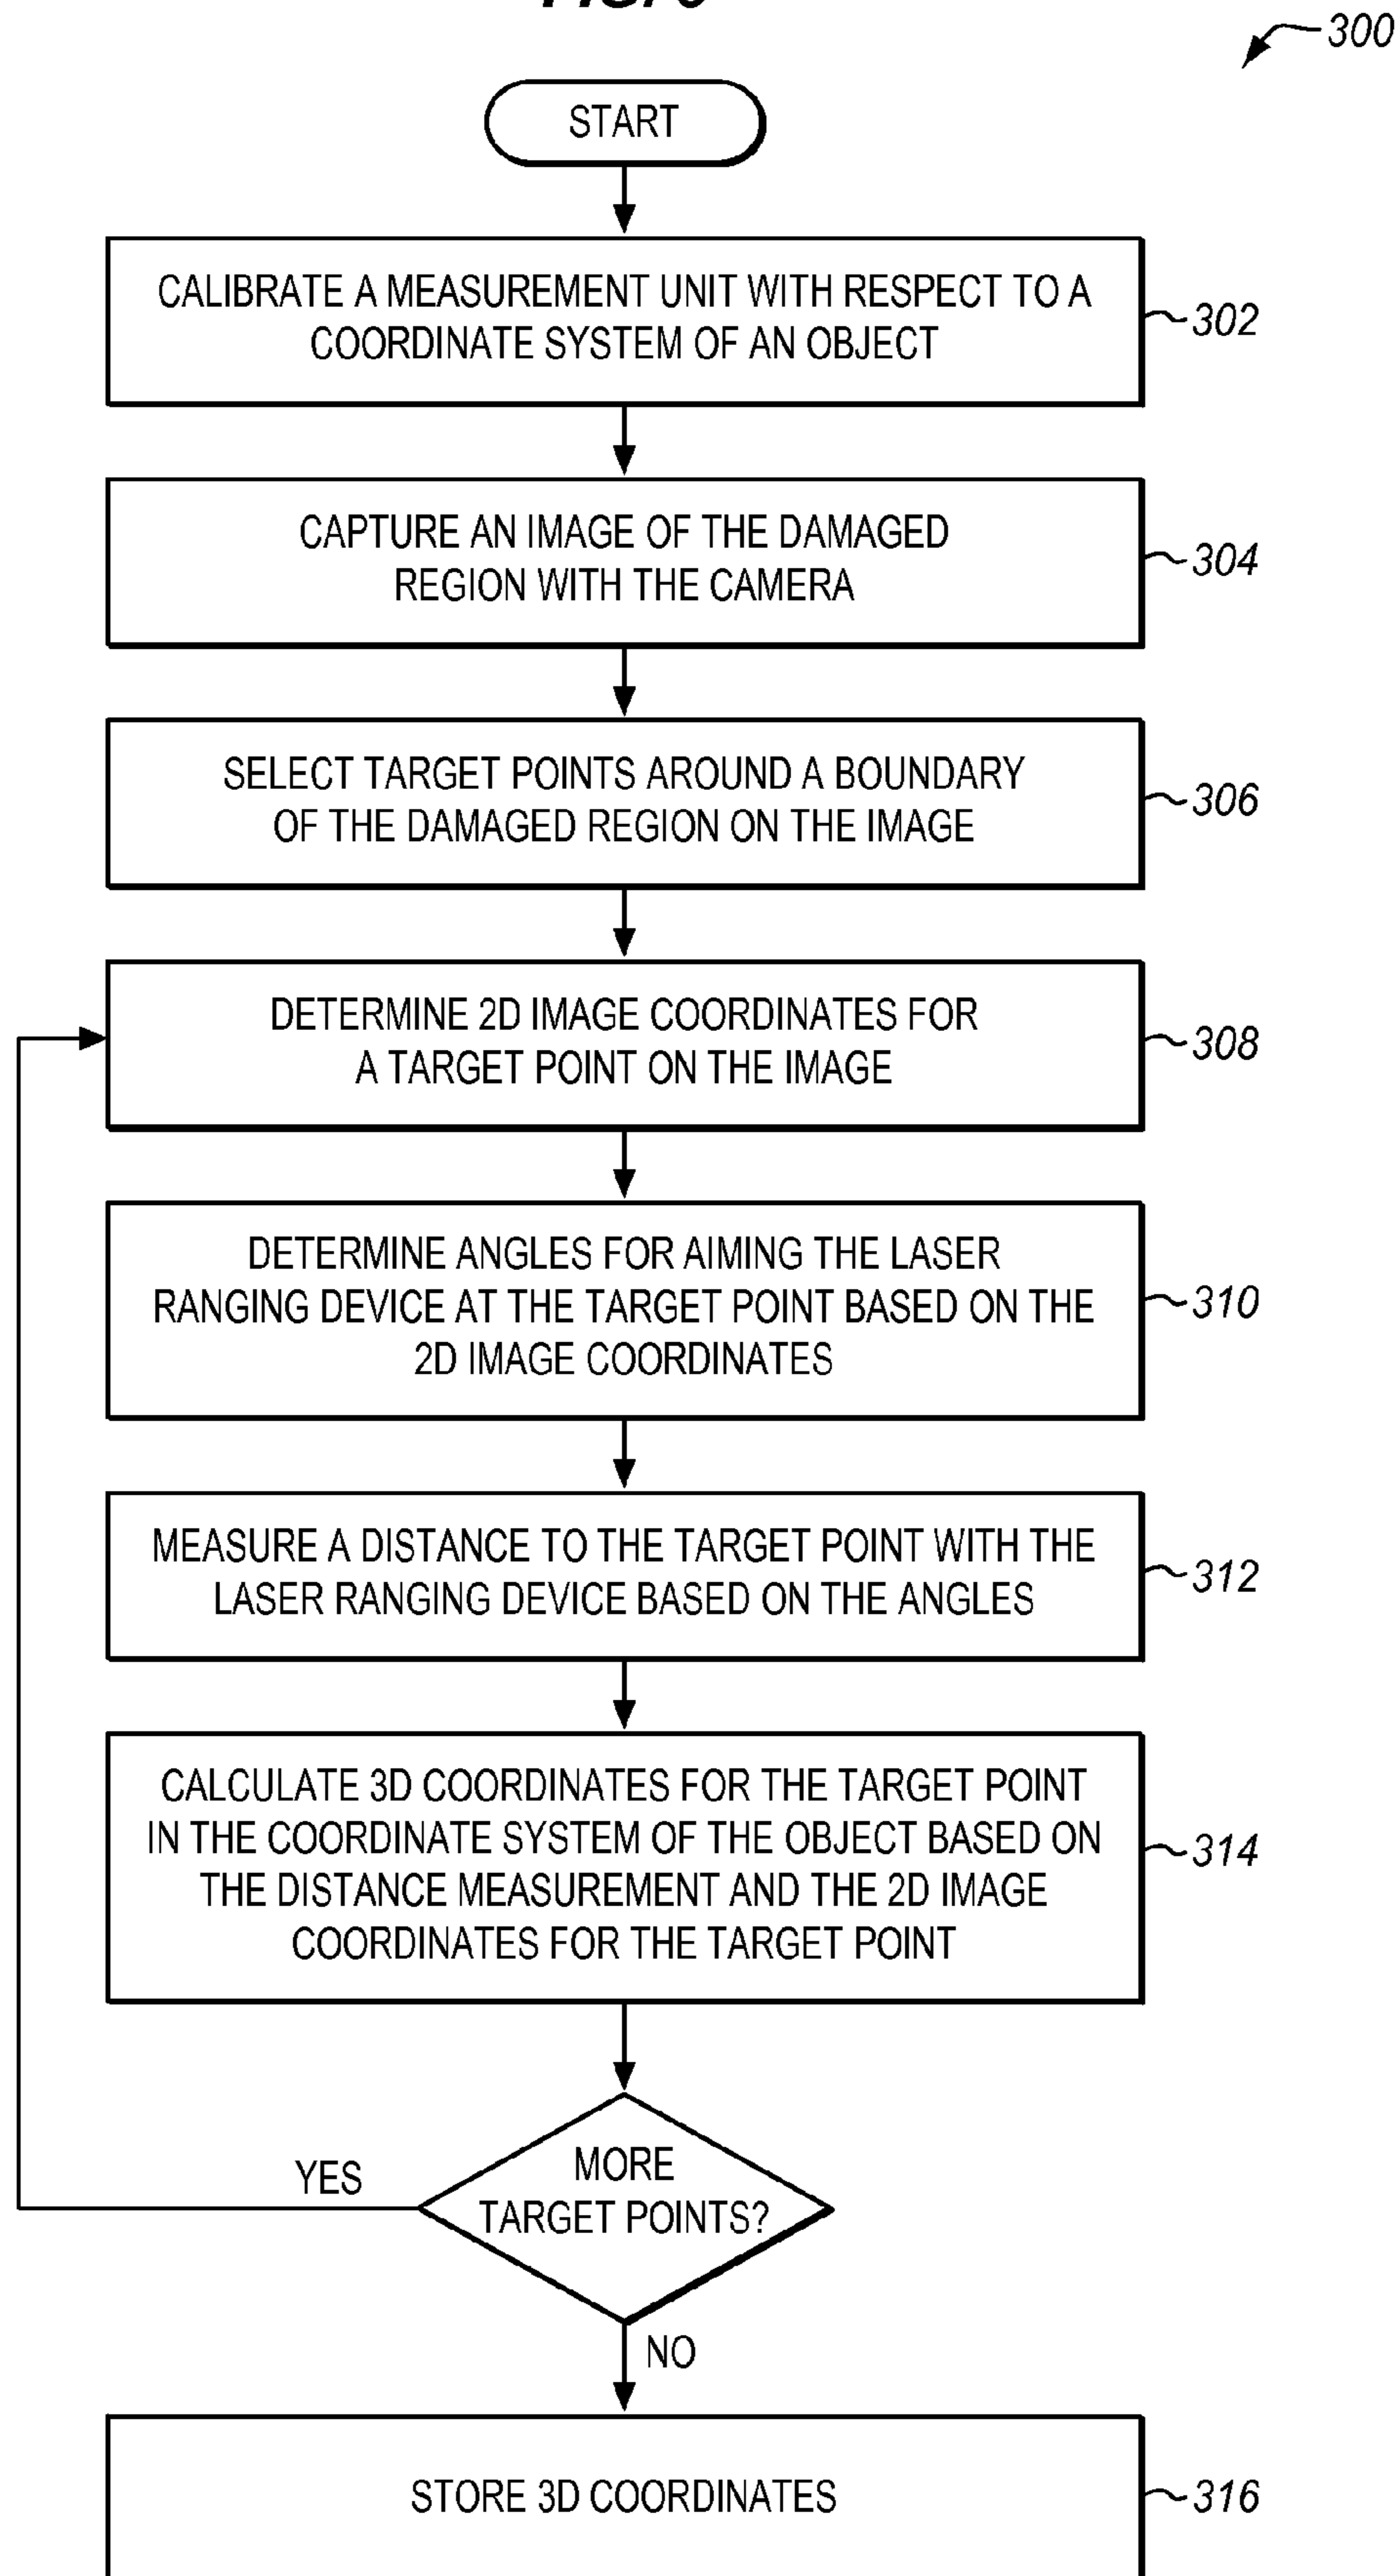 300
START
CALIBRATE A MEASUREMENT UNIT WITH RESPECT TO A
COORDINATE SYSTEM OF AN OBJECT
302
CAPTURE AN IMAGE OF THE DAMAGED
REGION WITH THE CAMERA
304
SELECT TARGET POINTS AROUND A BOUNDARY
OF THE DAMAGED REGION ON THE IMAGE
306
DETERMINE 2D IMAGE COORDINATES FOR
A TARGET POINT ON THE IMAGE
308
DETERMINE ANGLES FOR AIMING THE LASER
RANGING DEVICE AT THE TARGET POINT BASED ON THE
2D IMAGE COORDINATES
310
MEASURE A DISTANCE TO THE TARGET POINT WITH THE
LASER RANGING DEVICE BASED ON THE ANGLES
312
CALCULATE 3D COORDINATES FOR THE TARGET POINT
IN THE COORDINATE SYSTEM OF THE OBJECT BASED ON
THE DISTANCE MEASUREMENT AND THE 2D IMAGE
COORDINATES FOR THE TARGET POINT
314
MORE
TARGET POINTS?
YES
NO
STORE 3D COORDINATES
316